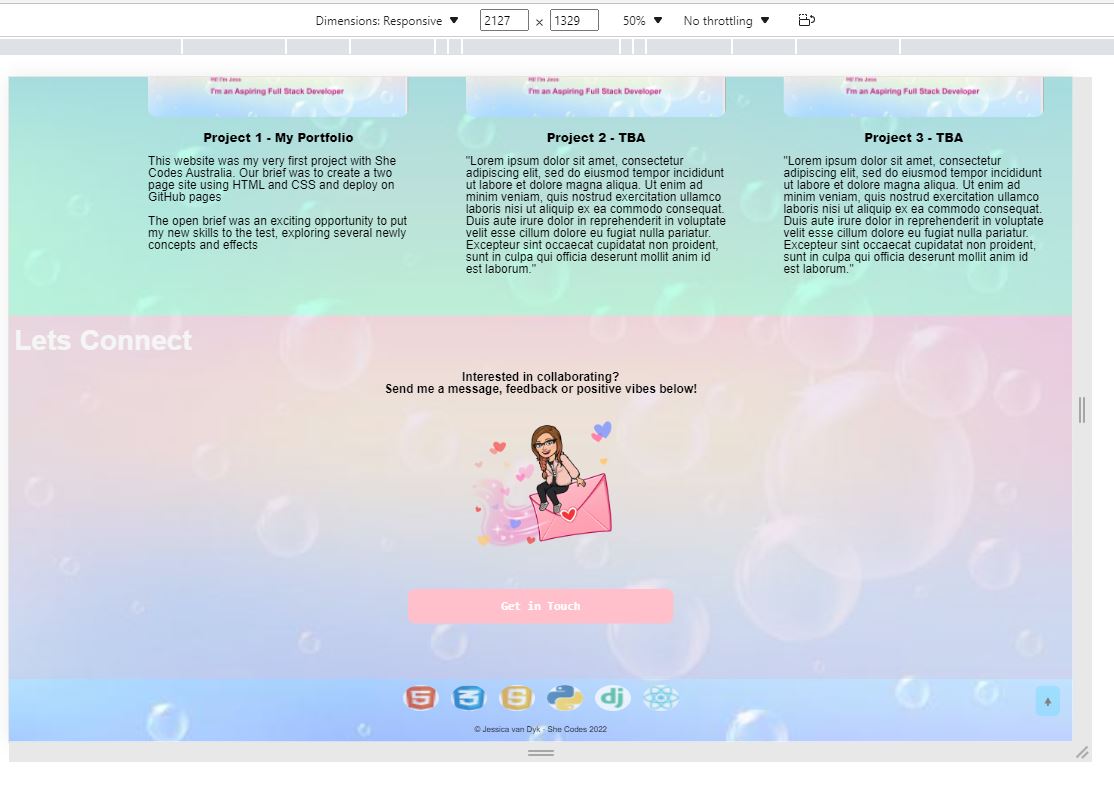 Dimensions: Responsive 2127 x 1329 50% No throttling
HI! I'm Jess HI! I'm Jess HI! I'm Jess
I'm an Aspiring Full Stack Developer I'm an Aspiring Full Stack Developer I'm an Aspiring Full Stack Developer
Project 1 - My Portfolio
This website was my very first project with She
Codes Australia. Our brief was to create a two
page site using HTML and CSS and deploy on
GitHub pages
The open brief was an exciting opportunity to put
my new skills to the test, exploring several newly
concepts and effects
Project 2 - TBA
"Lorem ipsum dolor sit amet, consectetur
adipiscing elit, sed do eiusmod tempor incididunt
ut labore et dolore magna aliqua. Ut enim ad
minim veniam, quis nostrud exercitation ullamco
laboris nisi ut aliquip ex ea commodo consequat.
Duis aute irure dolor in reprehenderit in voluptate
velit esse cillum dolore eu fugiat nulla pariatur.
Excepteur sint occaecat cupidatat non proident,
sunt in culpa qui officia deserunt mollit anim id
est laborum."
Project 3 - TBA
"Lorem ipsum dolor sit amet, consectetur
adipiscing elit, sed do eiusmod tempor incididunt
ut labore et dolore magna aliqua. Ut enim ad
minim veniam, quis nostrud exercitation ullamco
laboris nisi ut aliquip ex ea commodo consequat.
Duis aute irure dolor in reprehenderit in voluptate
velit esse cillum dolore eu fugiat nulla pariatur.
Excepteur sint occaecat cupidatat non proident,
sunt in culpa qui officia deserunt mollit anim id
est laborum."
Lets Connect
Interested in collaborating?
Send me a message, feedback or positive vibes below!
Get in Touch
5 3 S dj
© Jessica van Dyk - She Codes 2022